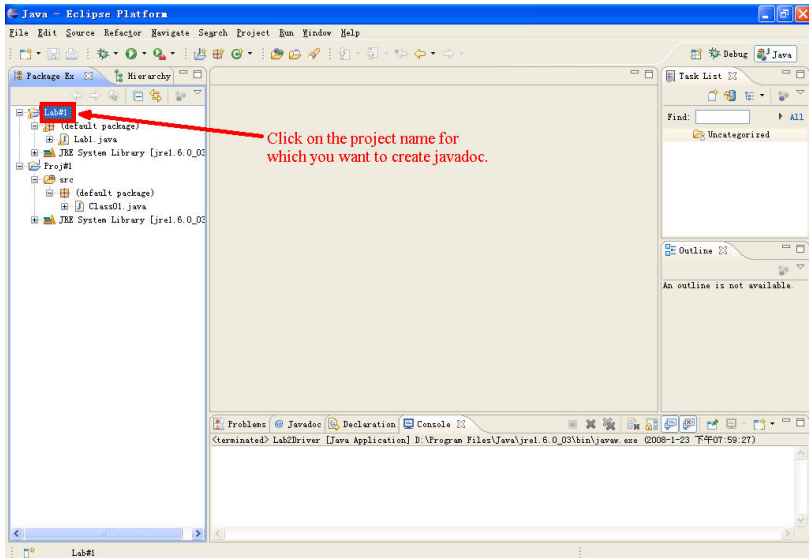 Java - Eclipse Platform
File Edit Source Refactor Navigate Search Project Run Window Help
Debug Java
Package Ex Hierarchy
Task List
Find: All
Uncategorized
Lab#1
(default package)
Lab1.java
JRE System Library [jre1.6.0_03
Proj#1
src
(default package)
Class01.java
JRE System Library [jre1.6.0_03
Click on the project name for
which you want to create javadoc.
Outline
An outline is not available.
Problems Javadoc Declaration Console
<terminated> Lab2Driver [Java Application] D:\Program Files\Java\jre1.6.0_03\bin\javaw.exe (2008-1-23 下午07:59:27)
Lab#1